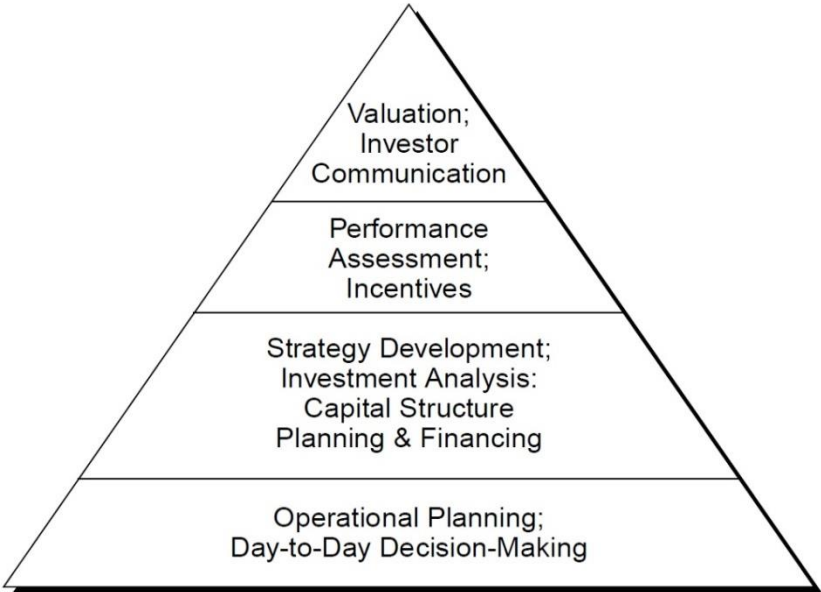 Valuation;
Investor
Communication
Performance
Assessment;
Incentives
Strategy Development;
Investment Analysis:
Capital Structure
Planning & Financing
Operational Planning;
Day-to-Day Decision-Making